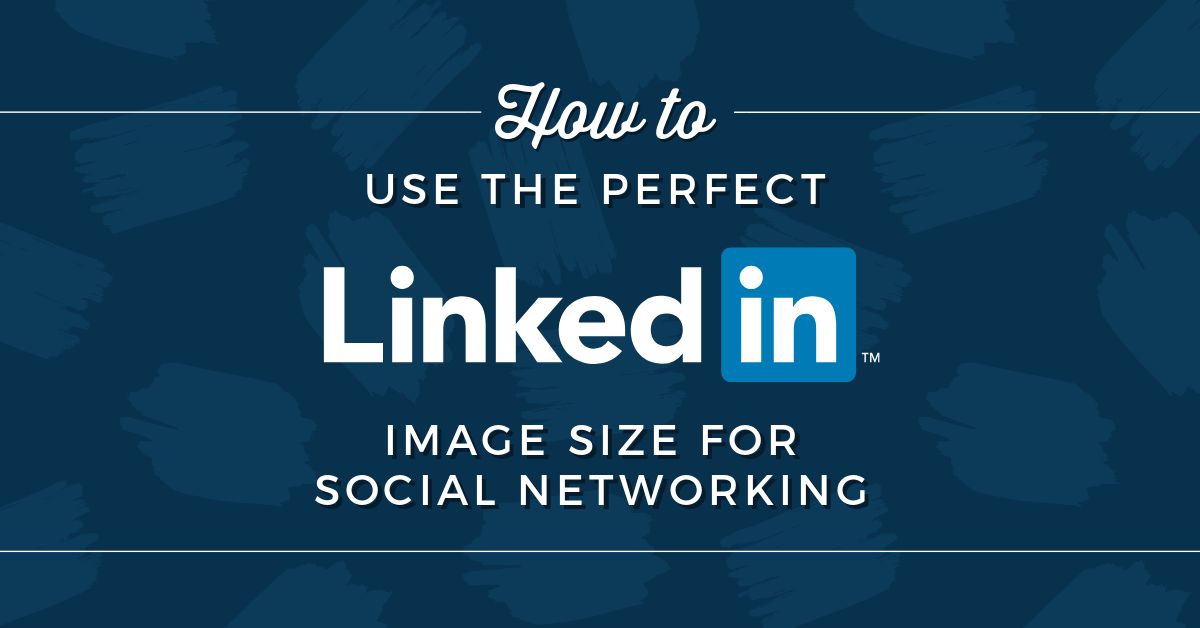 How to
USE THE PERFECT
Linked in ™
IMAGE SIZE FOR
SOCIAL NETWORKING